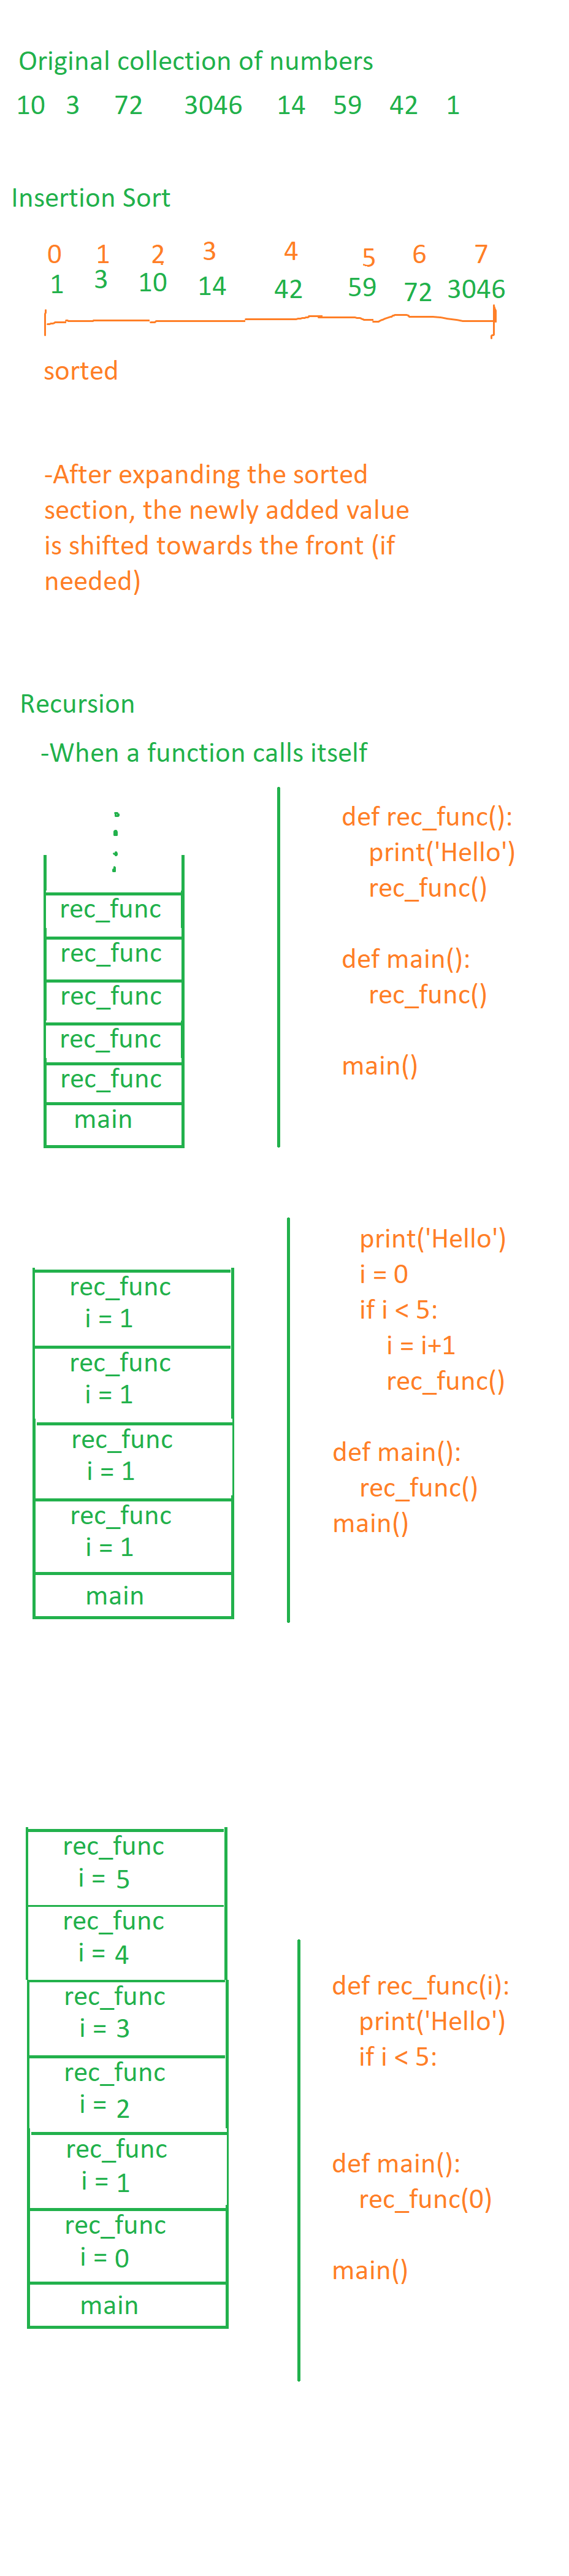 Original collection of numbers
10 3 72 3046 14 59 42 1
Insertion Sort
0 1 2 3 4 5 6 7
1 3 10 14 42 59 72 3046
sorted
-After expanding the sorted
section, the newly added value
is shifted towards the front (if
needed)
Recursion
-When a function calls itself
rec_func
rec_func
rec_func
rec_func
rec_func
main
def rec_func():
print('Hello')
rec_func()
def main():
rec_func()
main()
rec_func
i = 1
rec_func
i = 1
rec_func
i = 1
rec_func
i = 1
main
print('Hello')
i = 0
if i < 5:
i = i+1
rec_func()
def main():
rec_func()
main()
rec_func
i = 5
rec_func
i = 4
rec_func
i = 3
rec_func
i = 2
rec_func
i = 1
rec_func
i = 0
main
def rec_func(i):
print('Hello')
if i < 5:
def main():
rec_func(0)
main()